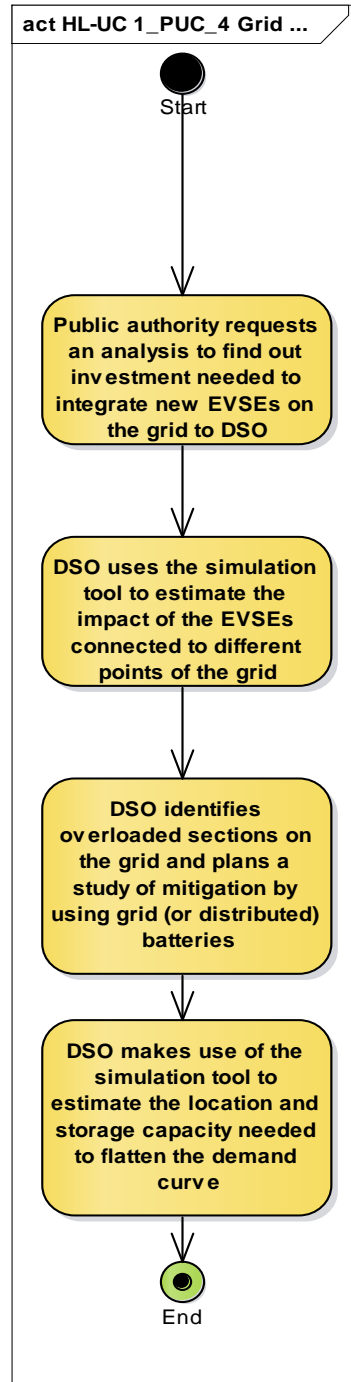 act HL-UC 1_PUC_4 Grid ...
Start
Public authority requests
an analysis to find out
investment needed to
integrate new EVSEs on
the grid to DSO
DSO uses the simulation
tool to estimate the
impact of the EVSEs
connected to different
points of the grid
DSO identifies
overloaded sections on
the grid and plans a
study of mitigation by
using grid (or distributed)
batteries
DSO makes use of the
simulation tool to
estimate the location and
storage capacity needed
to flatten the demand
curve
End